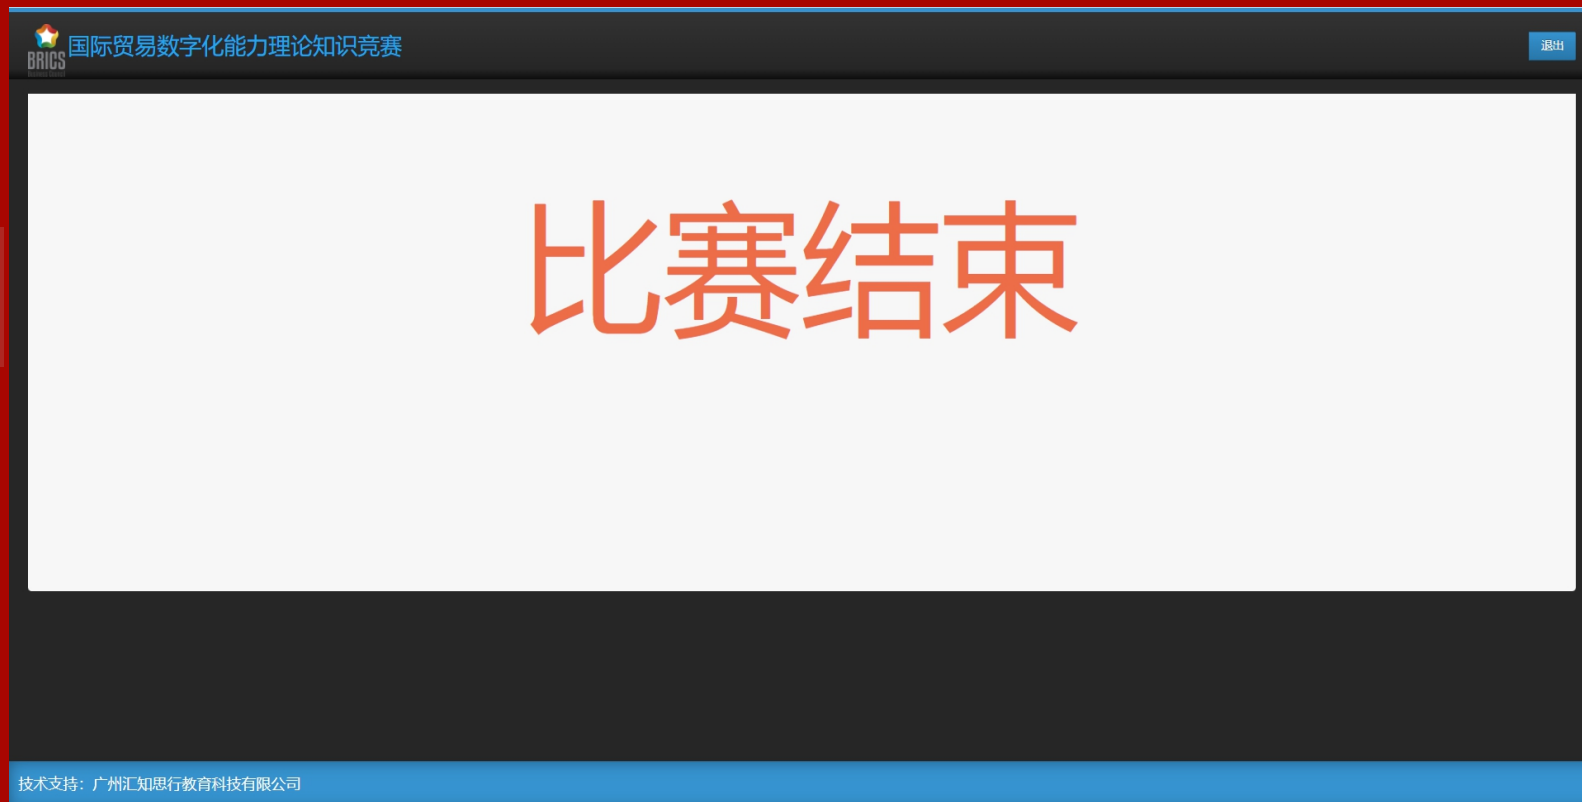 BRICS
Business Council
国际贸易数字化能力理论知识竞赛
退出
比赛结束
技术支持：广州汇知思行教育科技有限公司